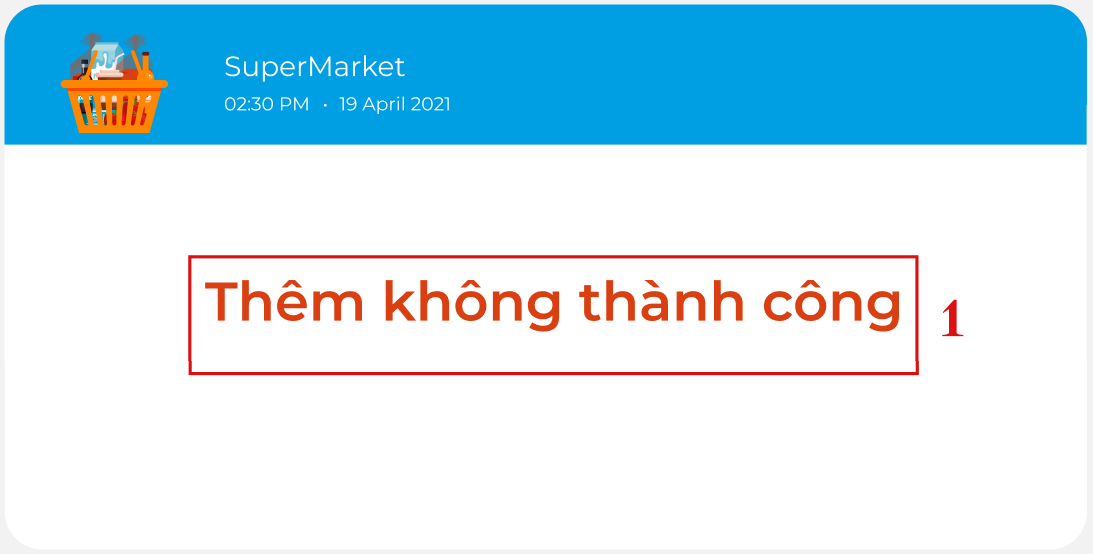 SuperMarket
02:30 PM • 19 April 2021
Thêm không thành công
1